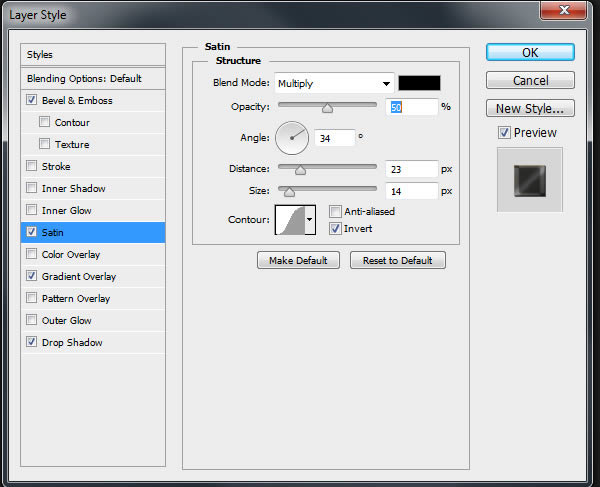 Layer Style
Styles
Blending Options: Default
Bevel & Emboss
Contour
Texture
Stroke
Inner Shadow
Inner Glow
Satin
Color Overlay
Gradient Overlay
Pattern Overlay
Outer Glow
Drop Shadow
Satin
Structure
Blend Mode: Multiply
Opacity: 50 %
Angle: 34 °
Distance: 23 px
Size: 14 px
Contour: Anti-aliased
Invert
Make Default Reset to Default
OK
Cancel
New Style...
Preview